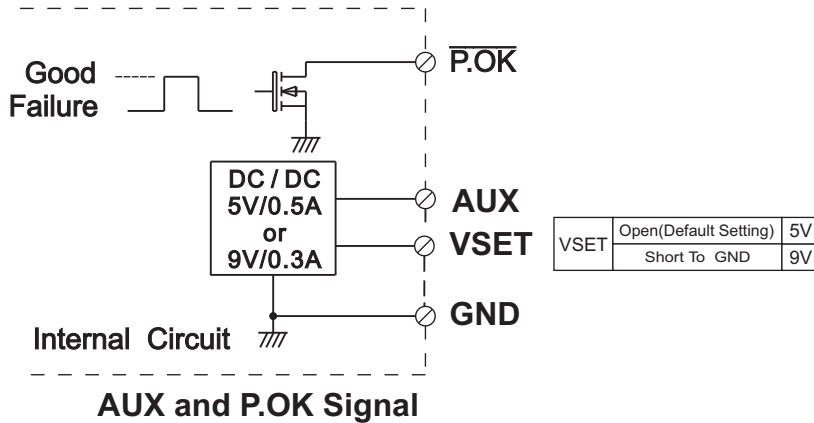 P.OK
Good
Failure
DC / DC
5V/0.5A
or
9V/0.3A
AUX
VSET
GND
VSET Open(Default Setting) 5V
Short To GND 9V
Internal Circuit
AUX and P.OK Signal